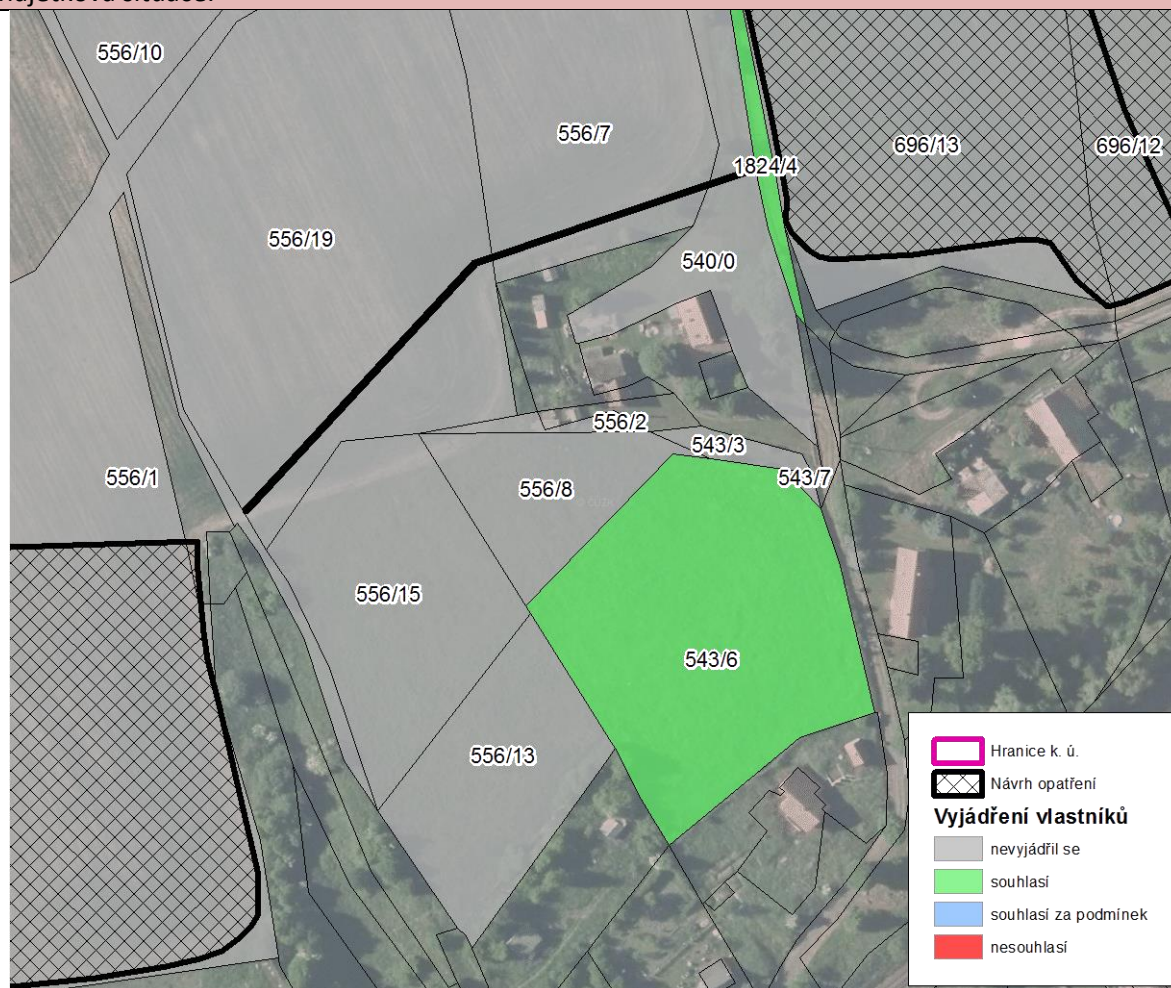 556/10
556/7
696/13
696/12
1824/4
556/19
540/0
556/2
543/3
556/1
543/7
556/8
556/15
543/6
556/13
Hranice k. ú.
Návrh opatření
Vyjádření vlastníků
nevyjádřil se
souhlasí
souhlasí za podmínek
nesouhlasí